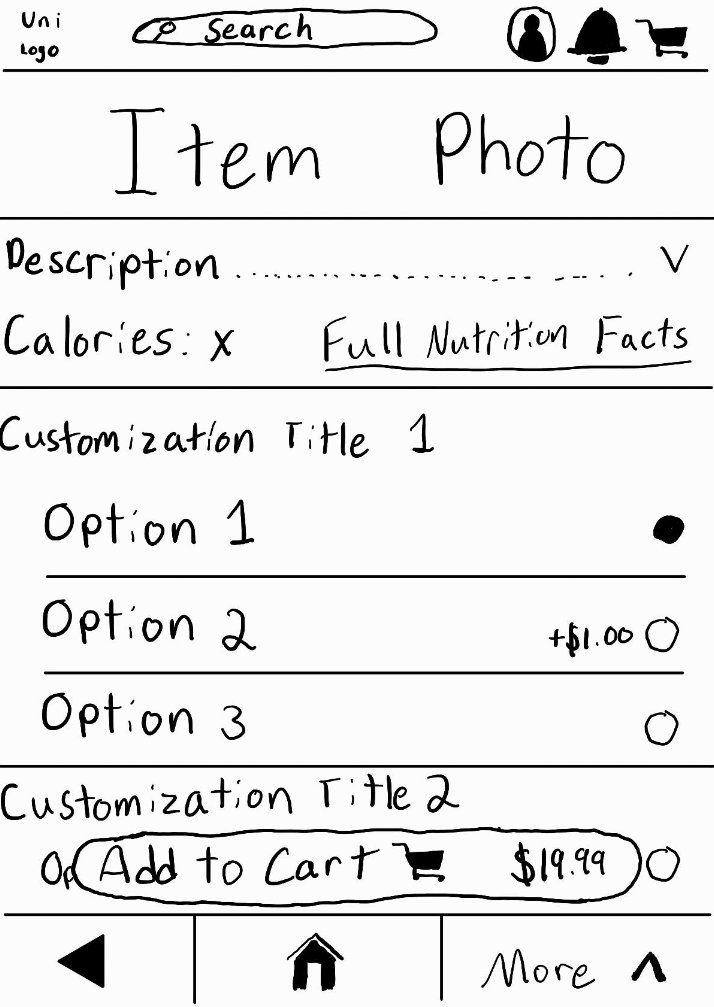 Uni
Logo
Search
Item Photo
Description ............................ V
Calories: x Full Nutrition Facts
Customization Title 1
Option 1
Option 2 +$1.00
Option 3
Customization Title 2
Op
Add to Cart $19.99
More ^